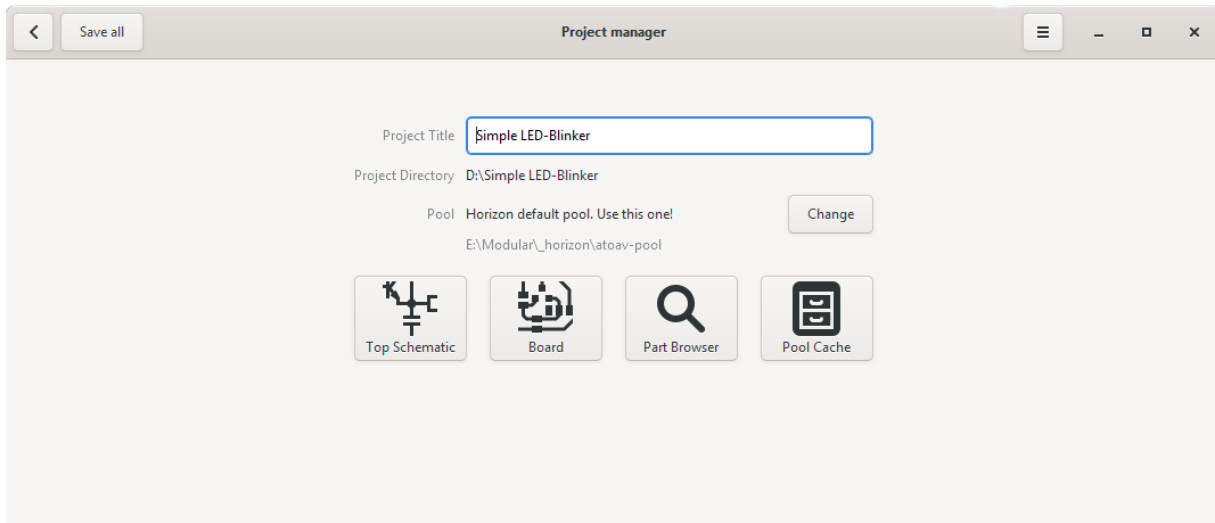 Save all
Project manager
Project Title Simple LED-Blinker
Project Directory D:\Simple LED-Blinker
Pool Horizon default pool. Use this one! Change
E:\Modular\_horizon\atoav-pool
Top Schematic Board Part Browser Pool Cache